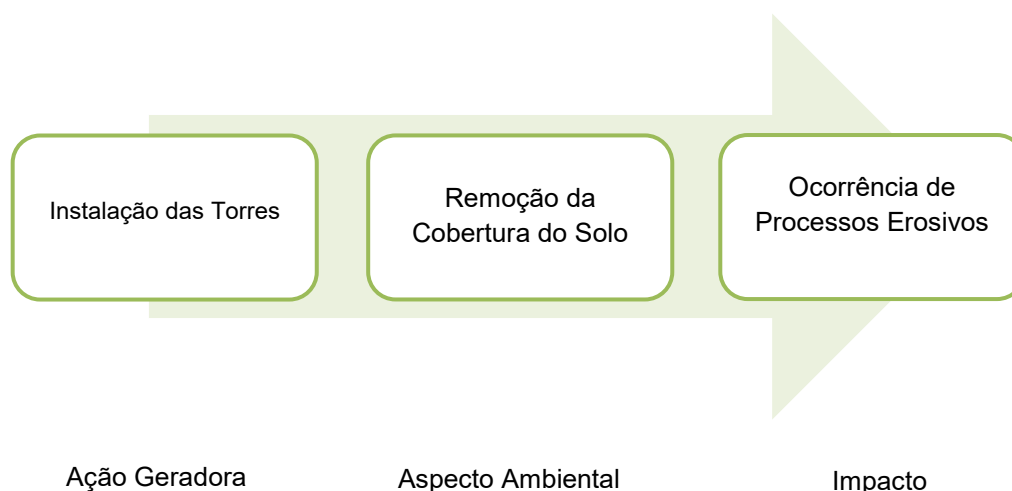 Instalação das Torres
Remoção da
Cobertura do Solo
Ocorrência de
Processos Erosivos
Ação Geradora
Aspecto Ambiental
Impacto